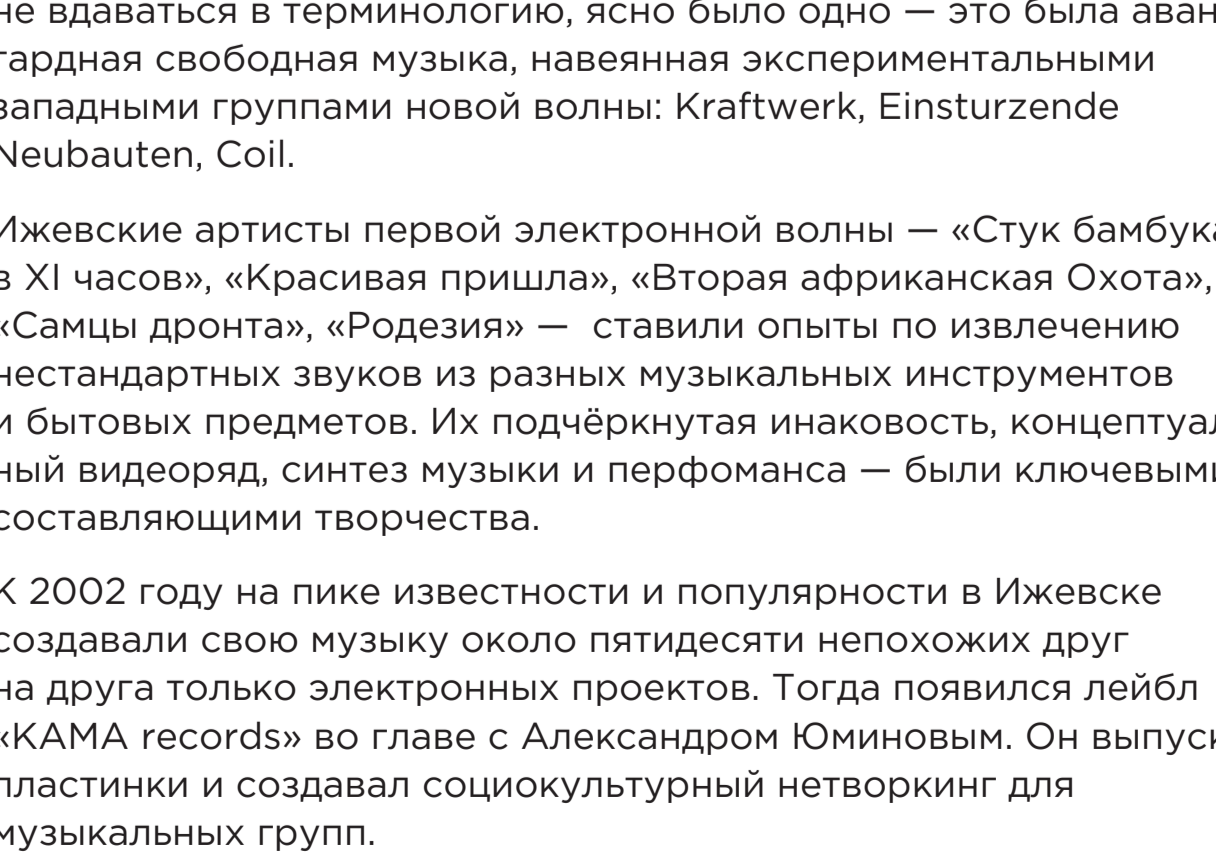 не вдаваться в терминологию, ясно было одно — это была аван
гардная свободная музыка, навеянная экспериментальными
западными группами новой волны: Kraftwerk, Einsturzende
Neubauten, Coil.
Ижевские артисты первой электронной волны — «Стук бамбука
в XI часов», «Красивая пришла», «Вторая африканская Охота»,
«Самцы дронта», «Родезия» —  ставили опыты по извлечению
нестандартных звуков из разных музыкальных инструментов
и бытовых предметов. Их подчёркнутая инаковость, концептуал
ный видеоряд, синтез музыки и перфоманса — были ключевыми
составляющими творчества.
К 2002 году на пике известности и популярности в Ижевске
создавали свою музыку около пятидесяти непохожих друг
на друга только электронных проектов. Тогда появился лейбл
«КАМА records» во главе с Александром Юминовым. Он выпуск
пластинки и создавал социокультурный нетворкинг для
музыкальных групп.